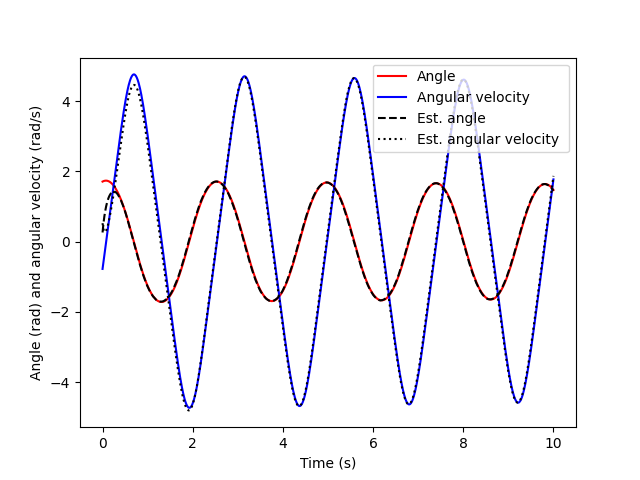 Angle (rad) and angular velocity (rad/s)
4
2
0
−2
−4
Angle
Angular velocity
Est. angle
Est. angular velocity
0
2
4
6
8
10
Time (s)